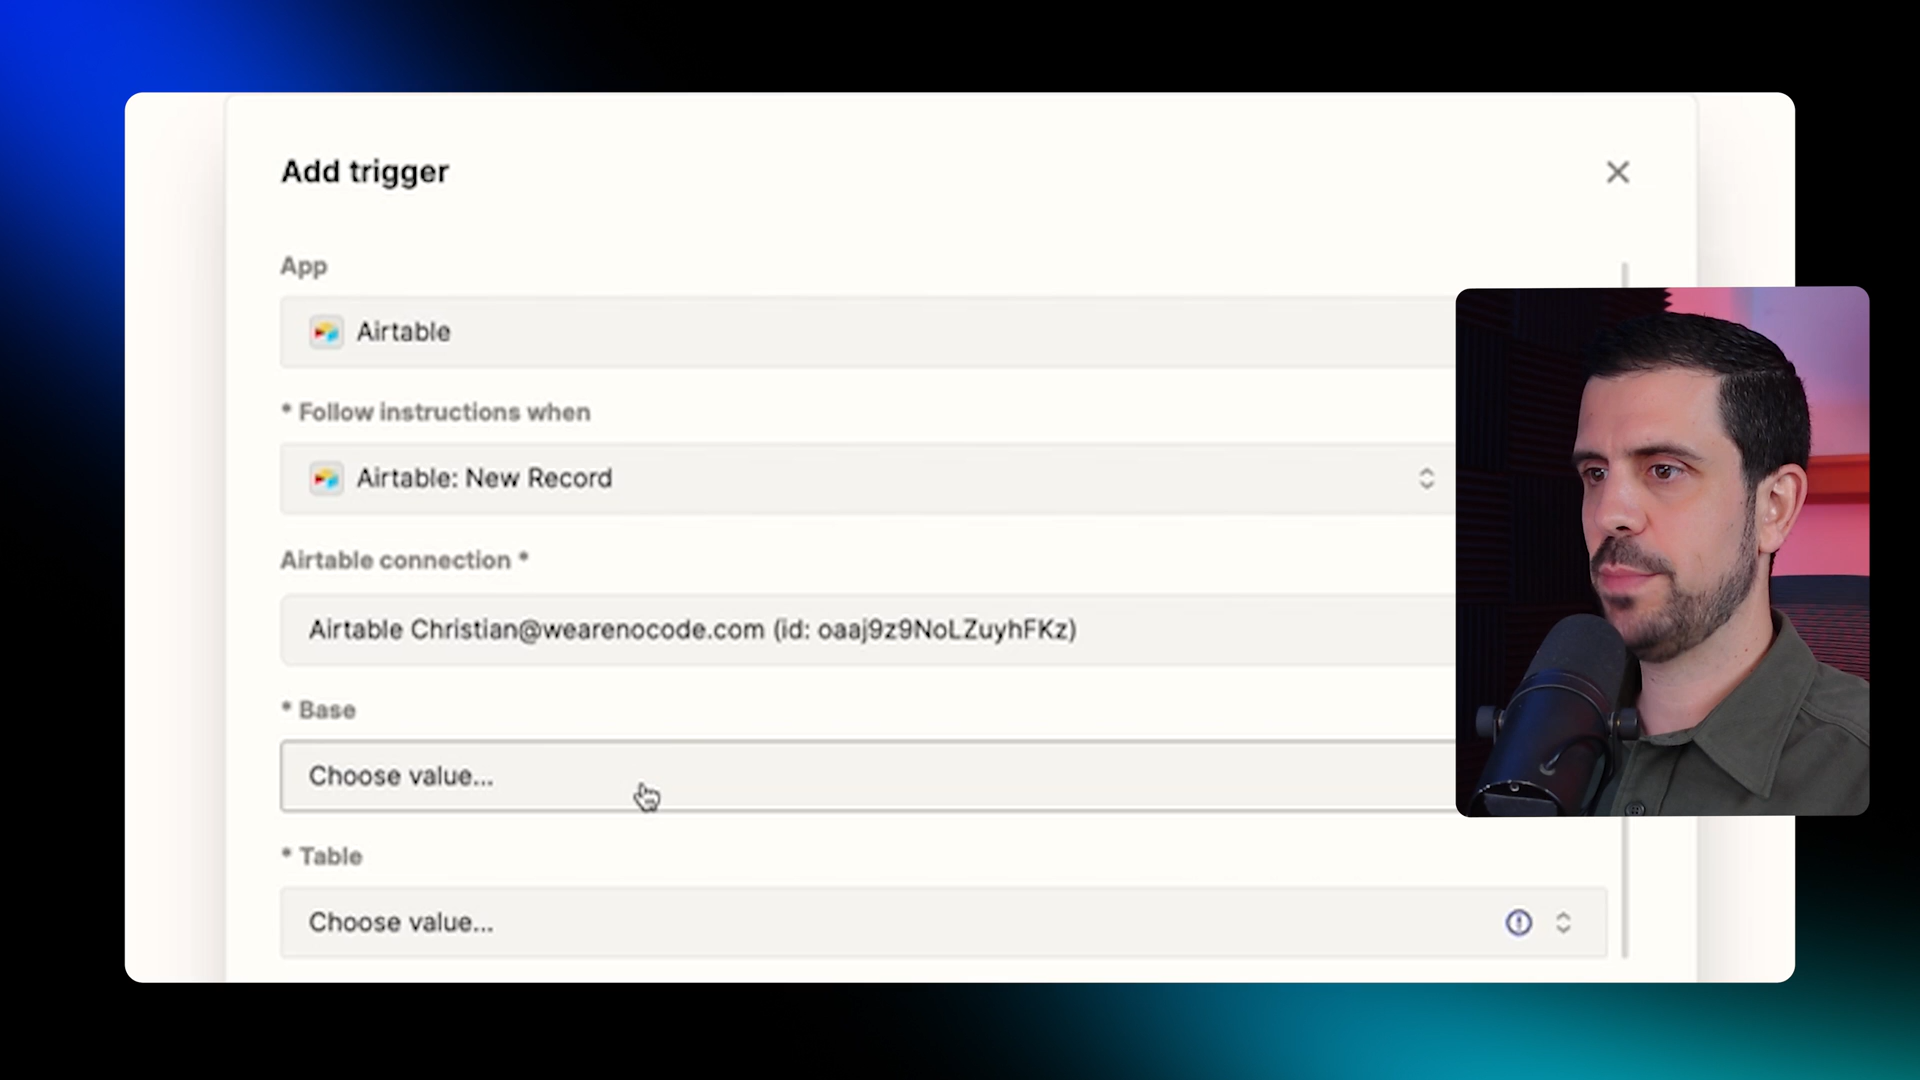 Add trigger
App
Airtable
* Follow instructions when
Airtable: New Record
Airtable connection *
Airtable Christian@wearenocode.com (id: oaaj9z9NoLZuyhFKz)
* Base
Choose value...
* Table
Choose value...